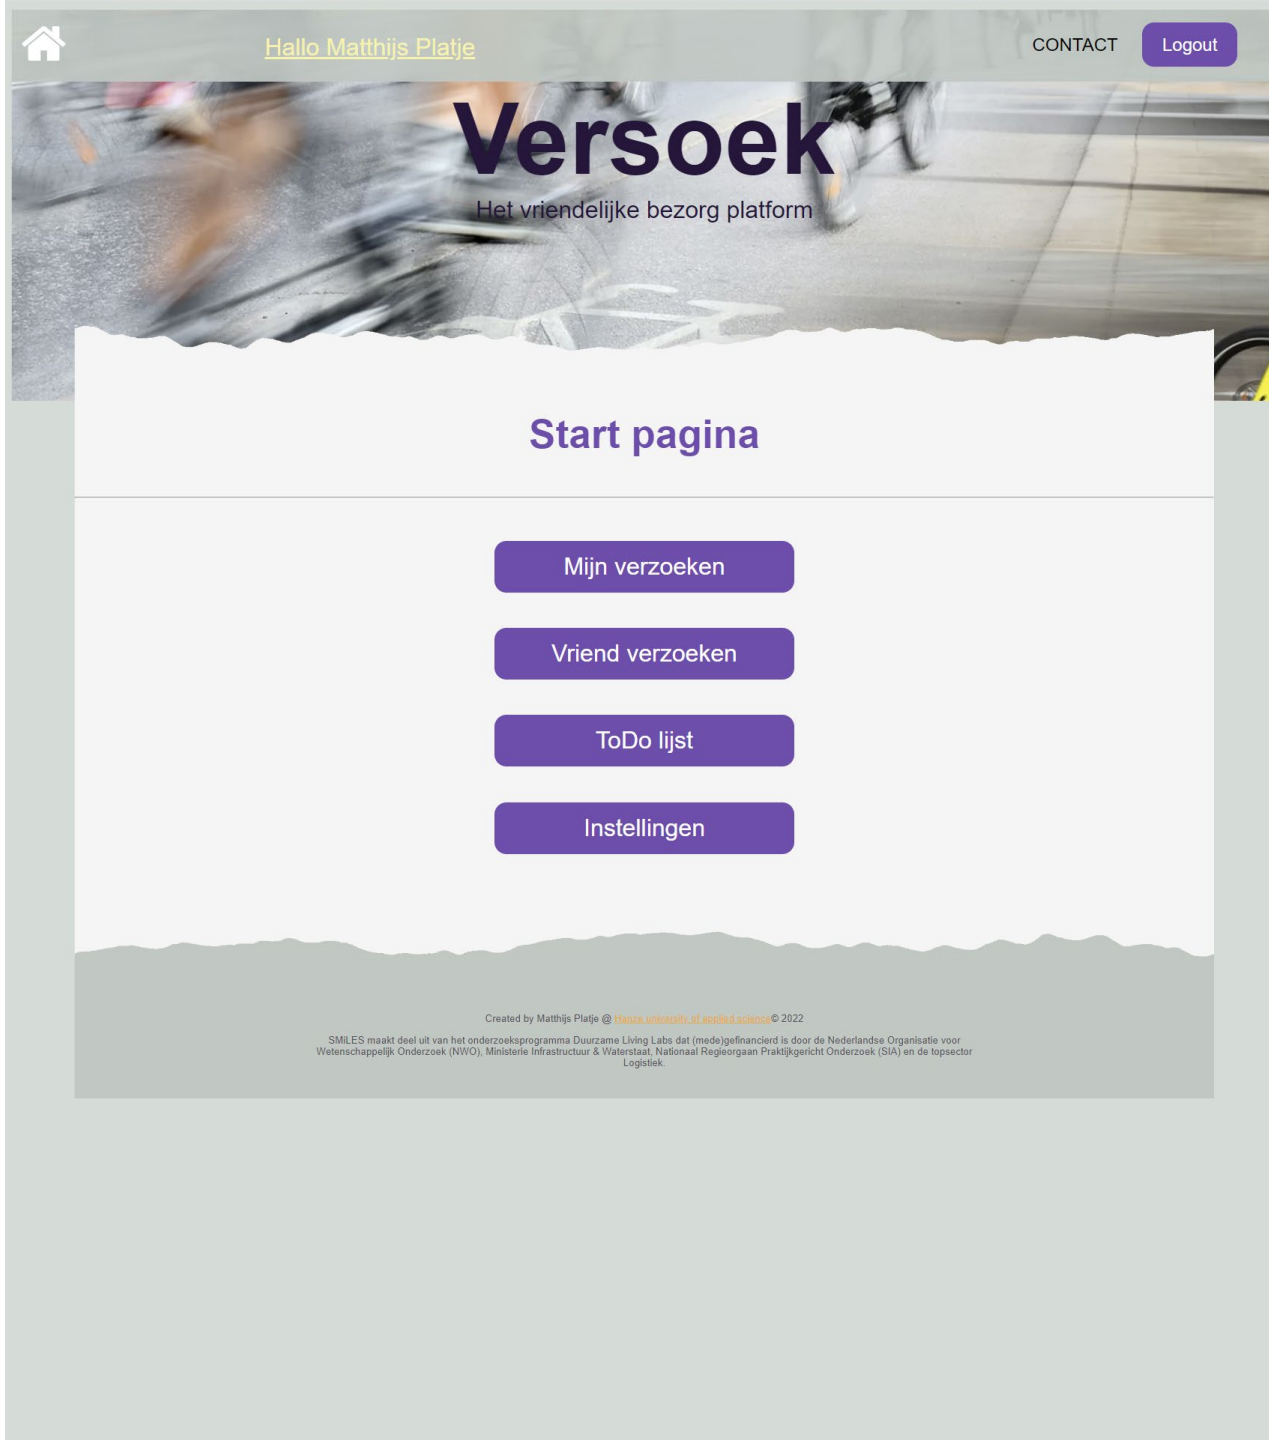 Hallo Matthijs Platje
CONTACT
Logout
Versoek
Het vriendelijke bezorg platform
Start pagina
Mijn verzoeken
Vriend verzoeken
ToDo lijst
Instellingen
Created by Matthijs Platje @ Hanze university of applied science© 2022
SMiLES maakt deel uit van het onderzoeksprogramma Duurzame Living Labs dat (mede)gefinancierd is door de Nederlandse Organisatie voor
Wetenschappelijk Onderzoek (NWO), Ministerie Infrastructuur & Waterstaat, Nationaal Regieorgaan Praktijkgericht Onderzoek (SIA) en de topsector
Logistiek.